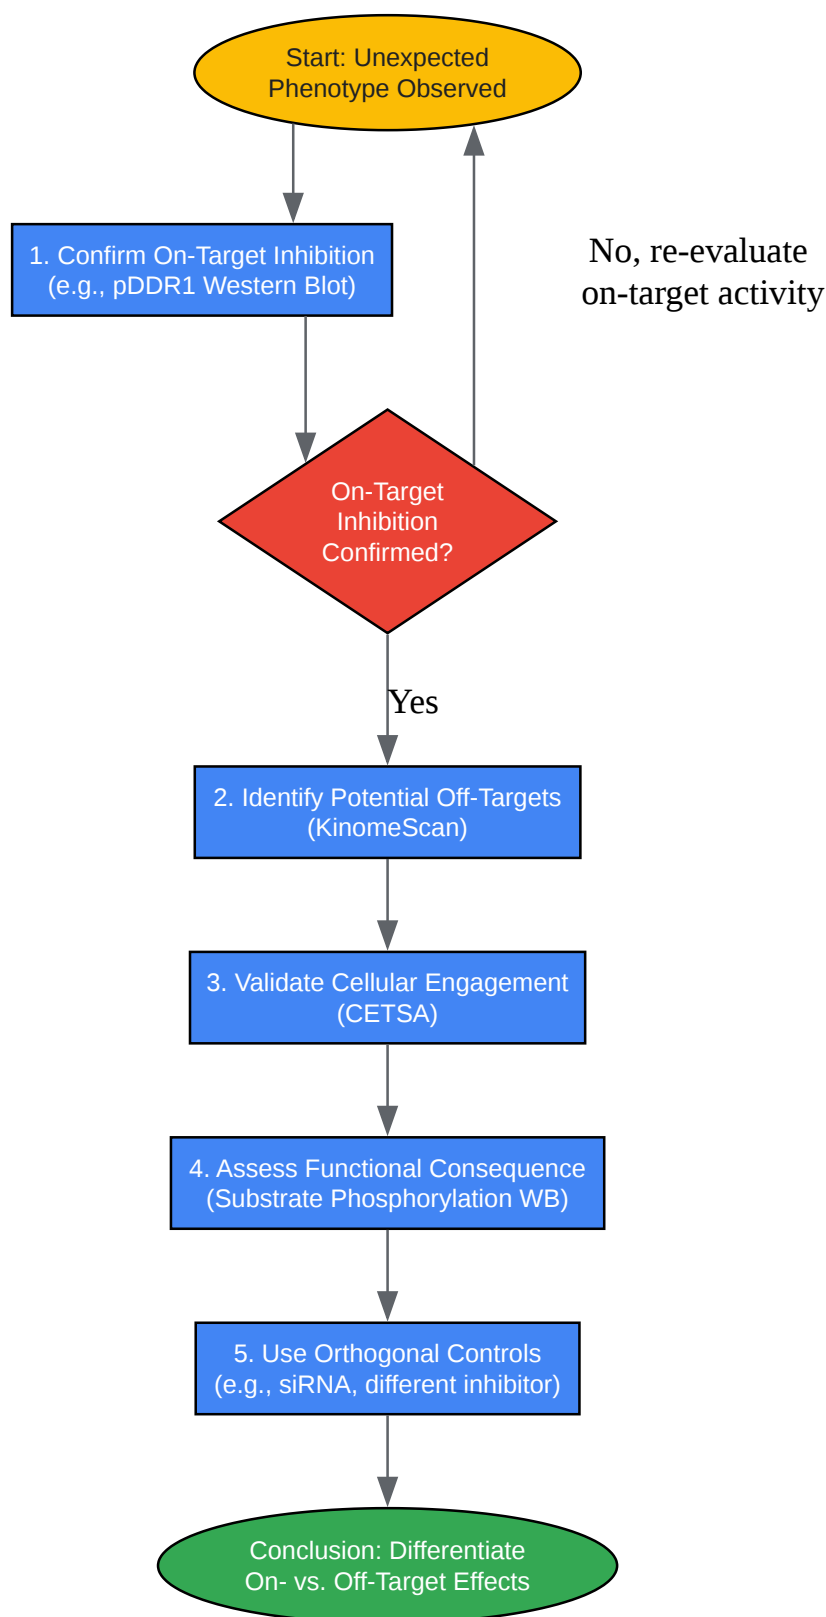 Start: Unexpected
Phenotype Observed
1. Confirm On-Target Inhibition
(e.g., pDDR1 Western Blot)
No, re-evaluate
on-target activity
On-Target
Inhibition
Confirmed?
Yes
2. Identify Potential Off-Targets
(KinomeScan)
3. Validate Cellular Engagement
(CETSA)
4. Assess Functional Consequence
(Substrate Phosphorylation WB)
5. Use Orthogonal Controls
(e.g., siRNA, different inhibitor)
Conclusion: Differentiate
On- vs. Off-Target Effects